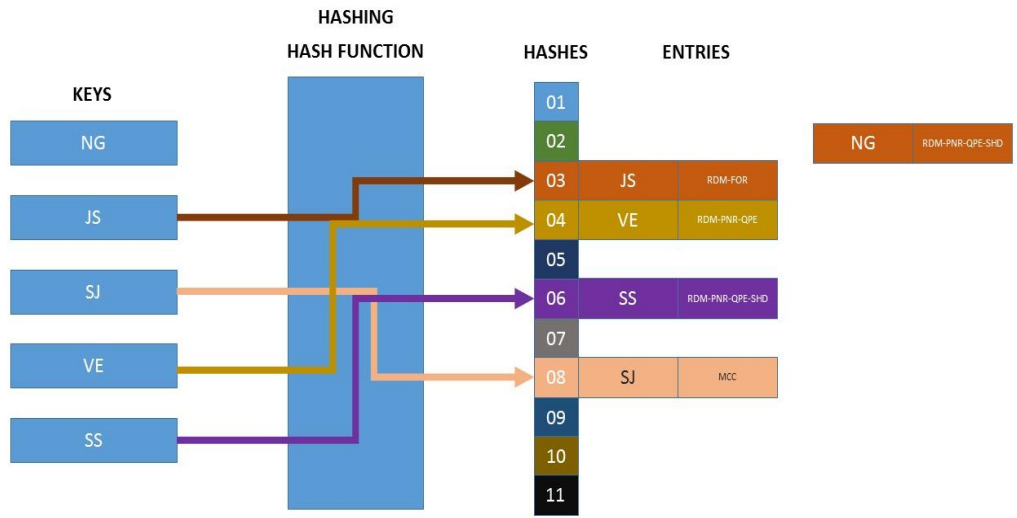 HASHING
HASH FUNCTION
HASHES
ENTRIES
KEYS
NG
JS
SJ
VE
SS
01
02
03 JS RDM-FOR
04 VE RDM-PNR-QPE
05
06 SS RDM-PNR-QPE-SHD
07
08 SJ MCC
09
10
11
NG RDM-PNR-QPE-SHD